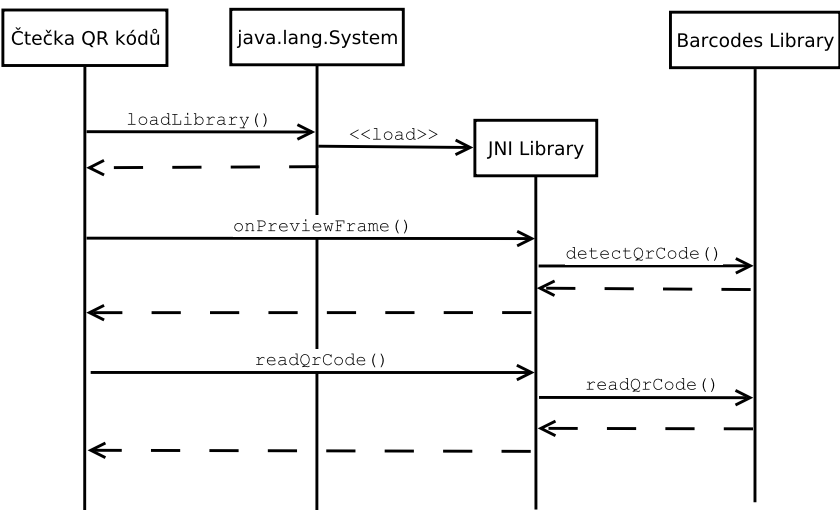 Čtečka QR kódů
java.lang.System
Barcodes Library
loadLibrary()
<<load>>
JNI Library
onPreviewFrame()
detectQrCode()
readQrCode()
readQrCode()